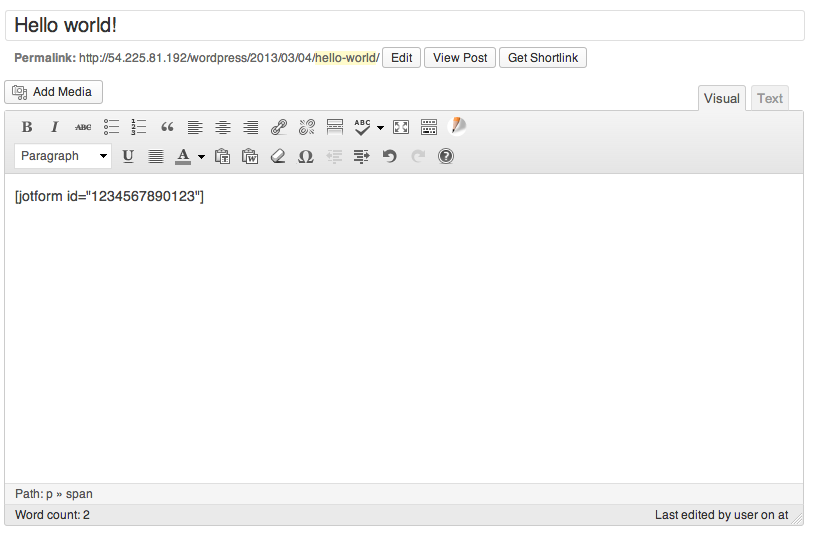 Hello world!
Permalink: http://54.225.81.192/wordpress/2013/03/04/hello-world/ Edit View Post Get Shortlink
Add Media
Visual Text
B I ABC ABC
Paragraph U A T W Ω ?
[jotform id="1234567890123"]
Path: p » span
Word count: 2 Last edited by user on at